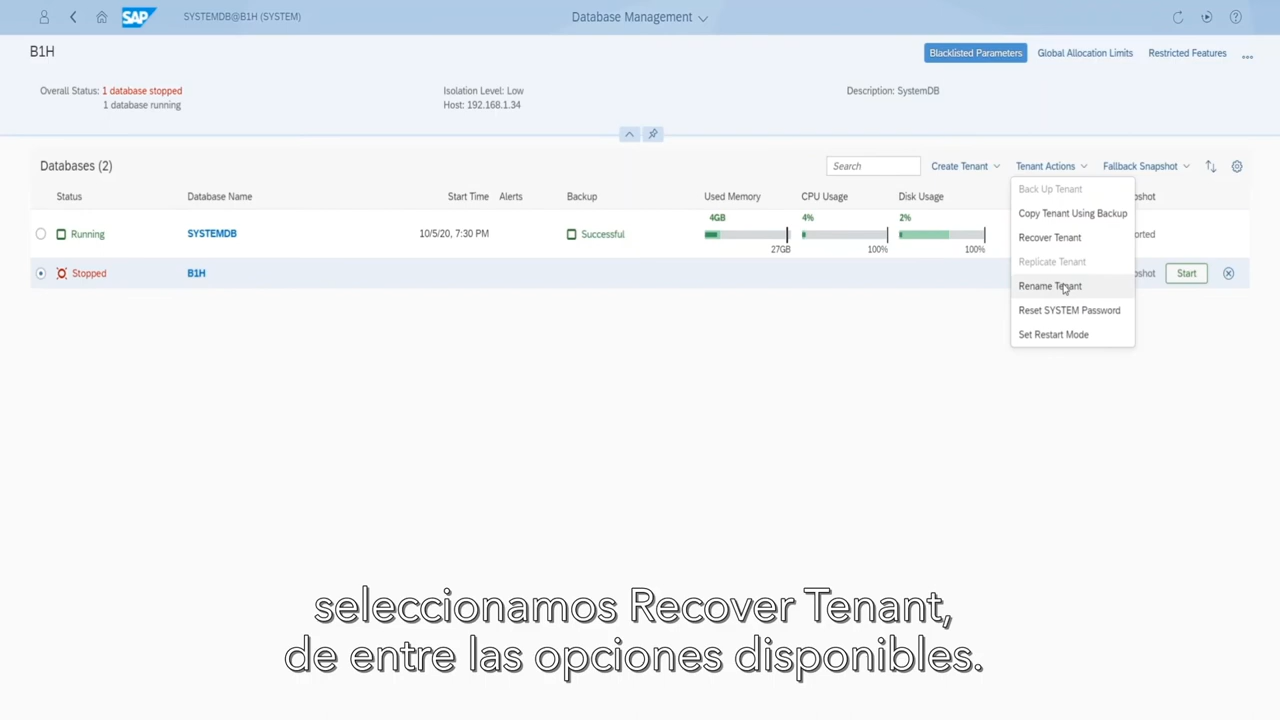 SAP SYSTEMDB@B1H (SYSTEM) Database Management
B1H Blacklisted Parameters Global Allocation Limits Restricted Features ...
Overall Status: 1 database stopped Isolation Level: Low Description: SystemDB
1 database running Host: 192.168.1.34
Databases (2) Search Create Tenant Tenant Actions Fallback Snapshot
Status Database Name Start Time Alerts Backup Used Memory CPU Usage Disk Usage
Running SYSTEMDB 10/5/20, 7:30 PM Successful 4GB 27GB 4% 100% 2% 100%
Stopped B1H Start
Back Up Tenant
Copy Tenant Using Backup
Recover Tenant
Replicate Tenant
Rename Tenant
Reset SYSTEM Password
Set Restart Mode
seleccionamos Recover Tenant,
de entre las opciones disponibles.